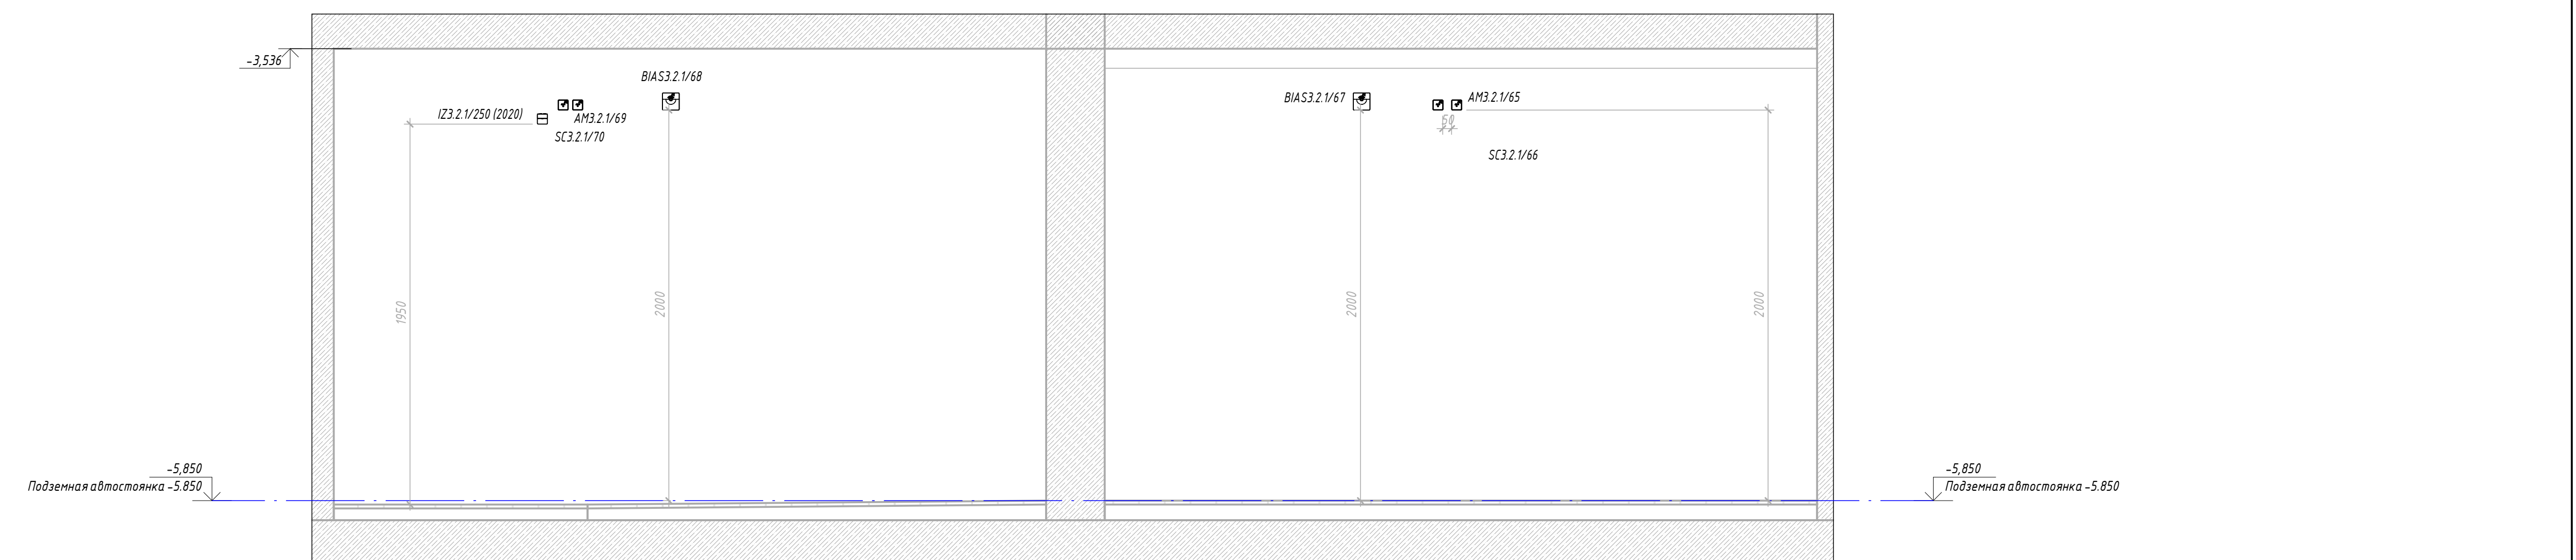 -3,536
BIAS3.2.1/68
IZ3.2.1/250 (2020)
AM3.2.1/69
SC3.2.1/70
BIAS3.2.1/67
AM3.2.1/65
50
SC3.2.1/66
1950
2000
2000
2000
-5,850
Подземная автостоянка -5.850
-5,850
Подземная автостоянка -5.850